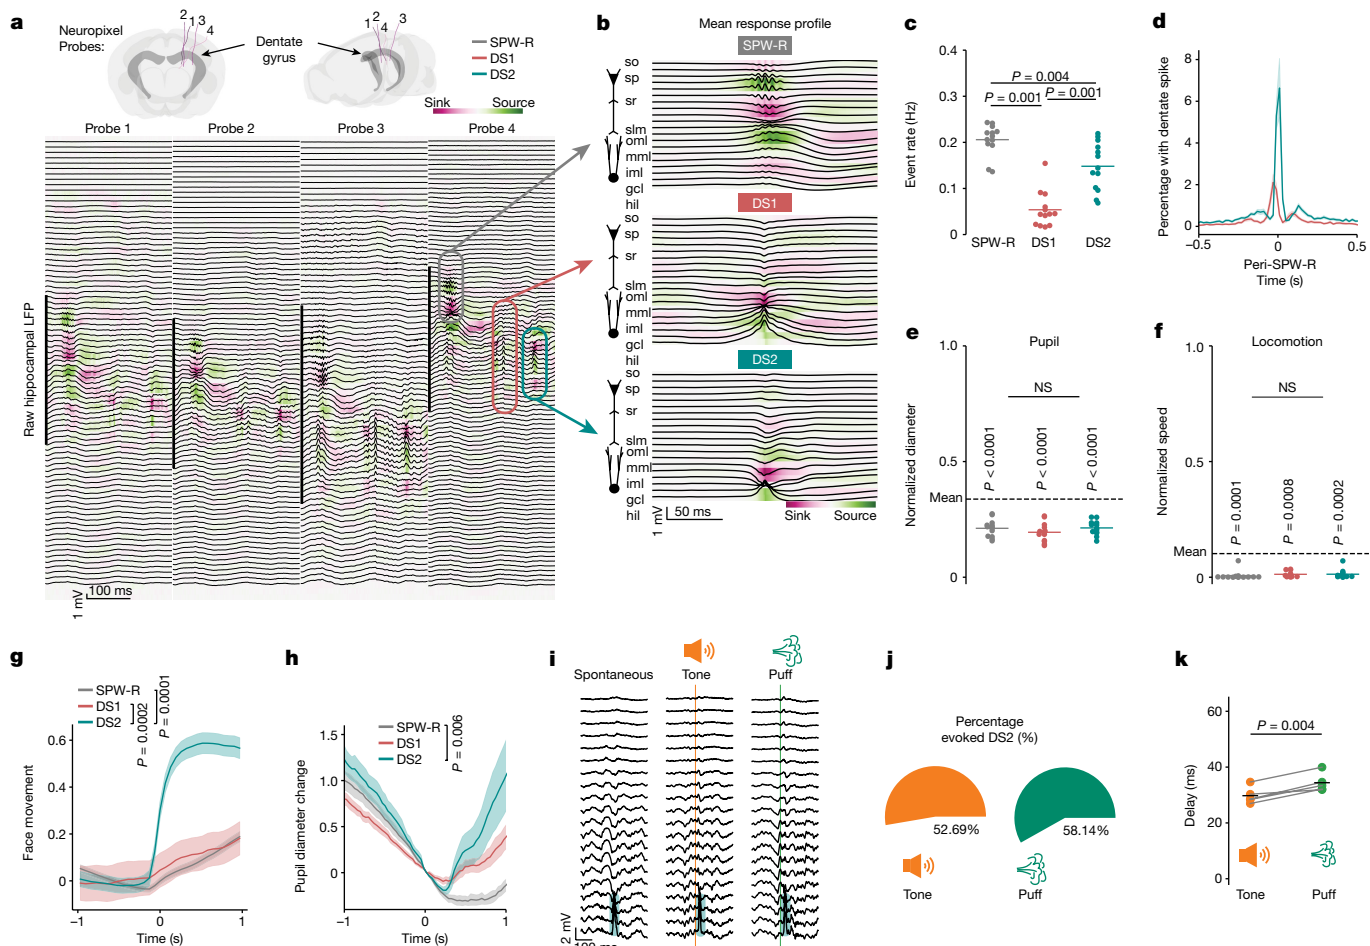 a
Neuropixel
Probes:
2
1 3
4
Dentate
gyrus
2
1
4
3
SPW-R
DS1
DS2
Sink
Source
Probe 1
Probe 2
Probe 3
Probe 4
Raw hippocampal LFP
1 mV
100 ms
b
Mean response profile
SPW-R
so
sp
sr
slm
oml
mml
iml
gcl
hil
DS1
so
sp
sr
slm
oml
mml
iml
gcl
hil
DS2
so
sp
sr
slm
oml
mml
iml
gcl
hil
1 mV
50 ms
Sink
Source
c
Event rate (Hz)
0.4
0.3
0.2
0.1
0
P = 0.004
P = 0.001
P = 0.001
SPW-R
DS1
DS2
d
Percentage with dentate spike
8
6
4
2
0
−0.5
0
0.5
Peri-SPW-R
Time (s)
e
Pupil
Normalized diameter
1.0
0.5
Mean
0
NS
P < 0.0001
P < 0.0001
P < 0.0001
f
Locomotion
Normalized speed
1.0
0.5
Mean
0
NS
P = 0.0001
P = 0.0008
P = 0.0002
g
SPW-R
DS1
DS2
P = 0.0002
P = 0.0001
Face movement
0.6
0.4
0.2
0
−1
0
1
Time (s)
h
SPW-R
DS1
DS2
P = 0.006
Pupil diameter change
1.5
1.0
0.5
0
−1
0
1
Time (s)
i
Spontaneous
Tone
Puff
2 mV
100 ms
j
Percentage
evoked DS2 (%)
52.69%
58.14%
Tone
Puff
k
Delay (ms)
60
40
20
0
P = 0.004
Tone
Puff